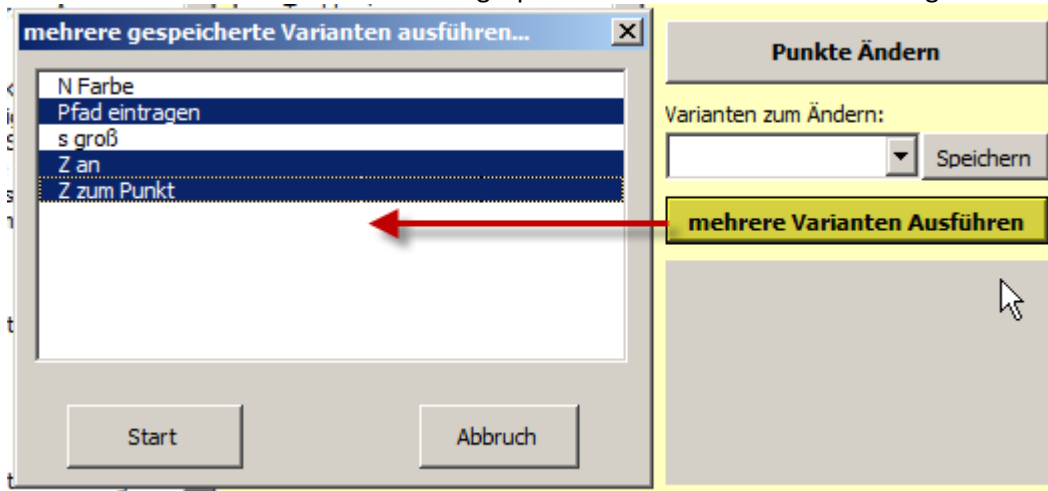 mehrere gespeicherte Varianten ausführen...
N Farbe
Pfad eintragen
s groß
Z an
Z zum Punkt
Start
Abbruch
Punkte Ändern
Varianten zum Ändern:
Speichern
mehrere Varianten Ausführen